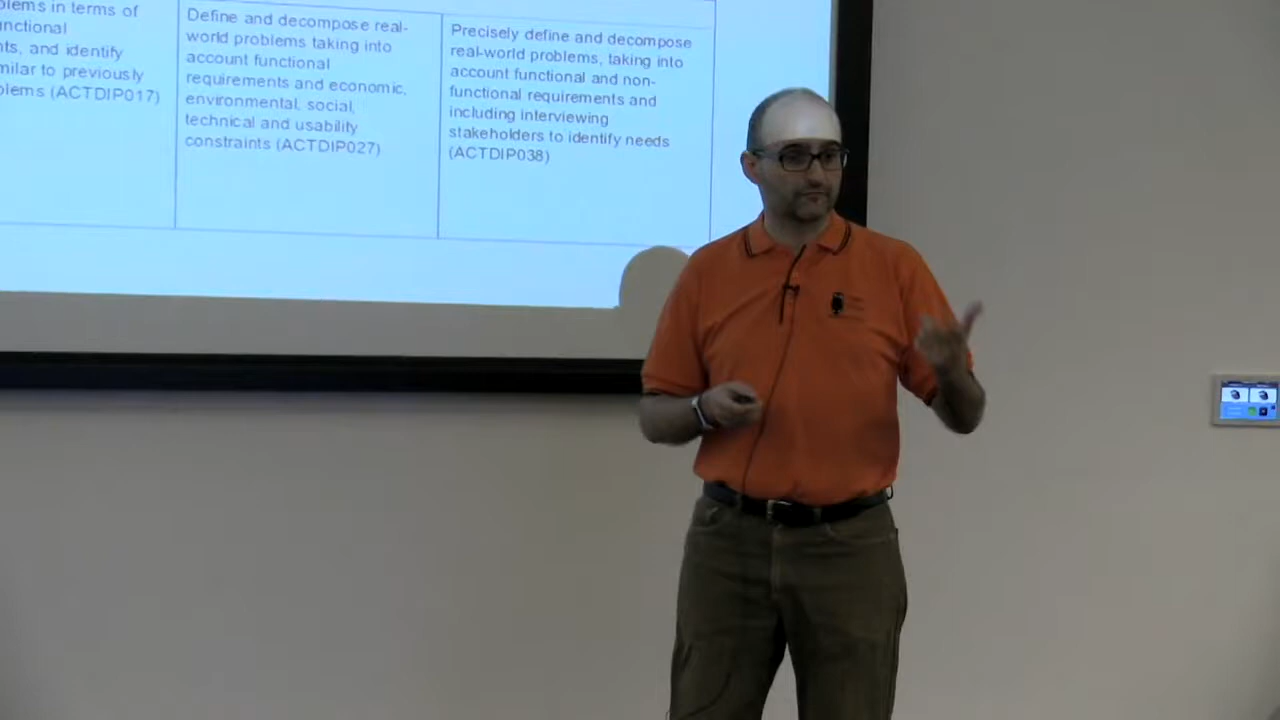 lems in terms of
nctional
nts, and identify
milar to previously
blems (ACTDIP017)
Define and decompose real-
world problems taking into
account functional
requirements and economic,
environmental, social,
technical and usability
constraints (ACTDIP027)
Precisely define and decompose
real-world problems, taking into
account functional and non-
functional requirements and
including interviewing
stakeholders to identify needs
(ACTDIP038)